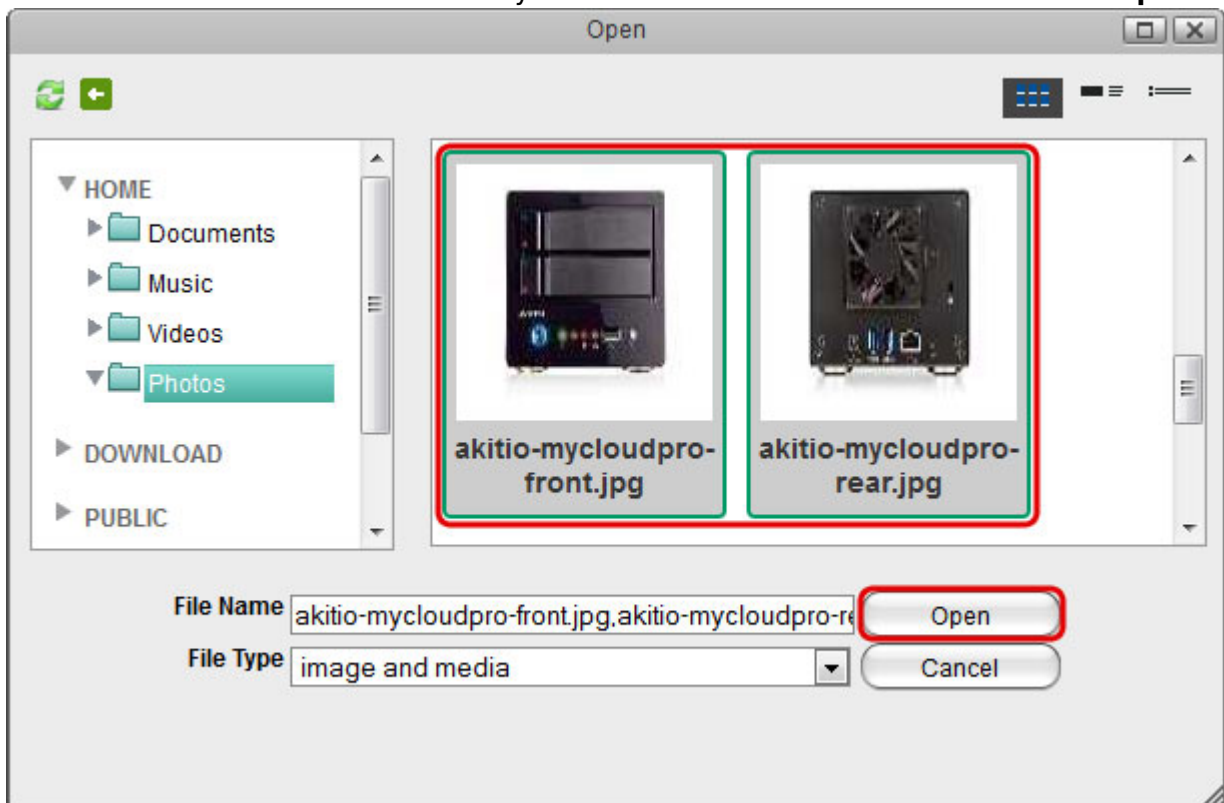 Open
HOME
Documents
Music
Videos
Photos
DOWNLOAD
PUBLIC
akitio-mycloudpro-
front.jpg
akitio-mycloudpro-
rear.jpg
File Name akitio-mycloudpro-front.jpg,akitio-mycloudpro-re Open
File Type image and media Cancel